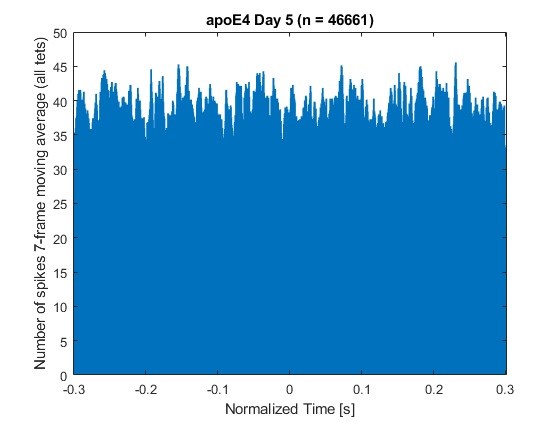 apoE4 Day 5 (n = 46661)
Number of spikes 7-frame moving average (all tets)
50
45
40
35
30
25
20
15
10
5
0
-0.3 -0.2 -0.1 0 0.1 0.2 0.3
Normalized Time [s]